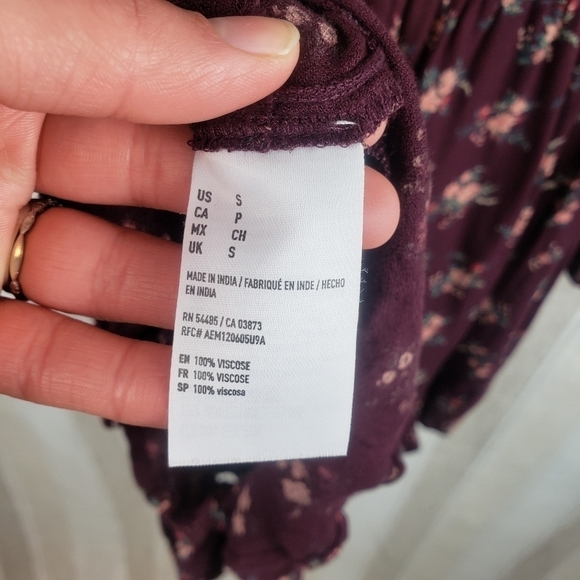 US S
CA P
MX CH
UK S
MADE IN INDIA / FABRIQUÉ EN INDE / HECHO
EN INDIA
RN 54485 / CA 03873
RFC# AEM120605U9A
EN 100% VISCOSE
FR 100% VISCOSE
SP 100% viscosa